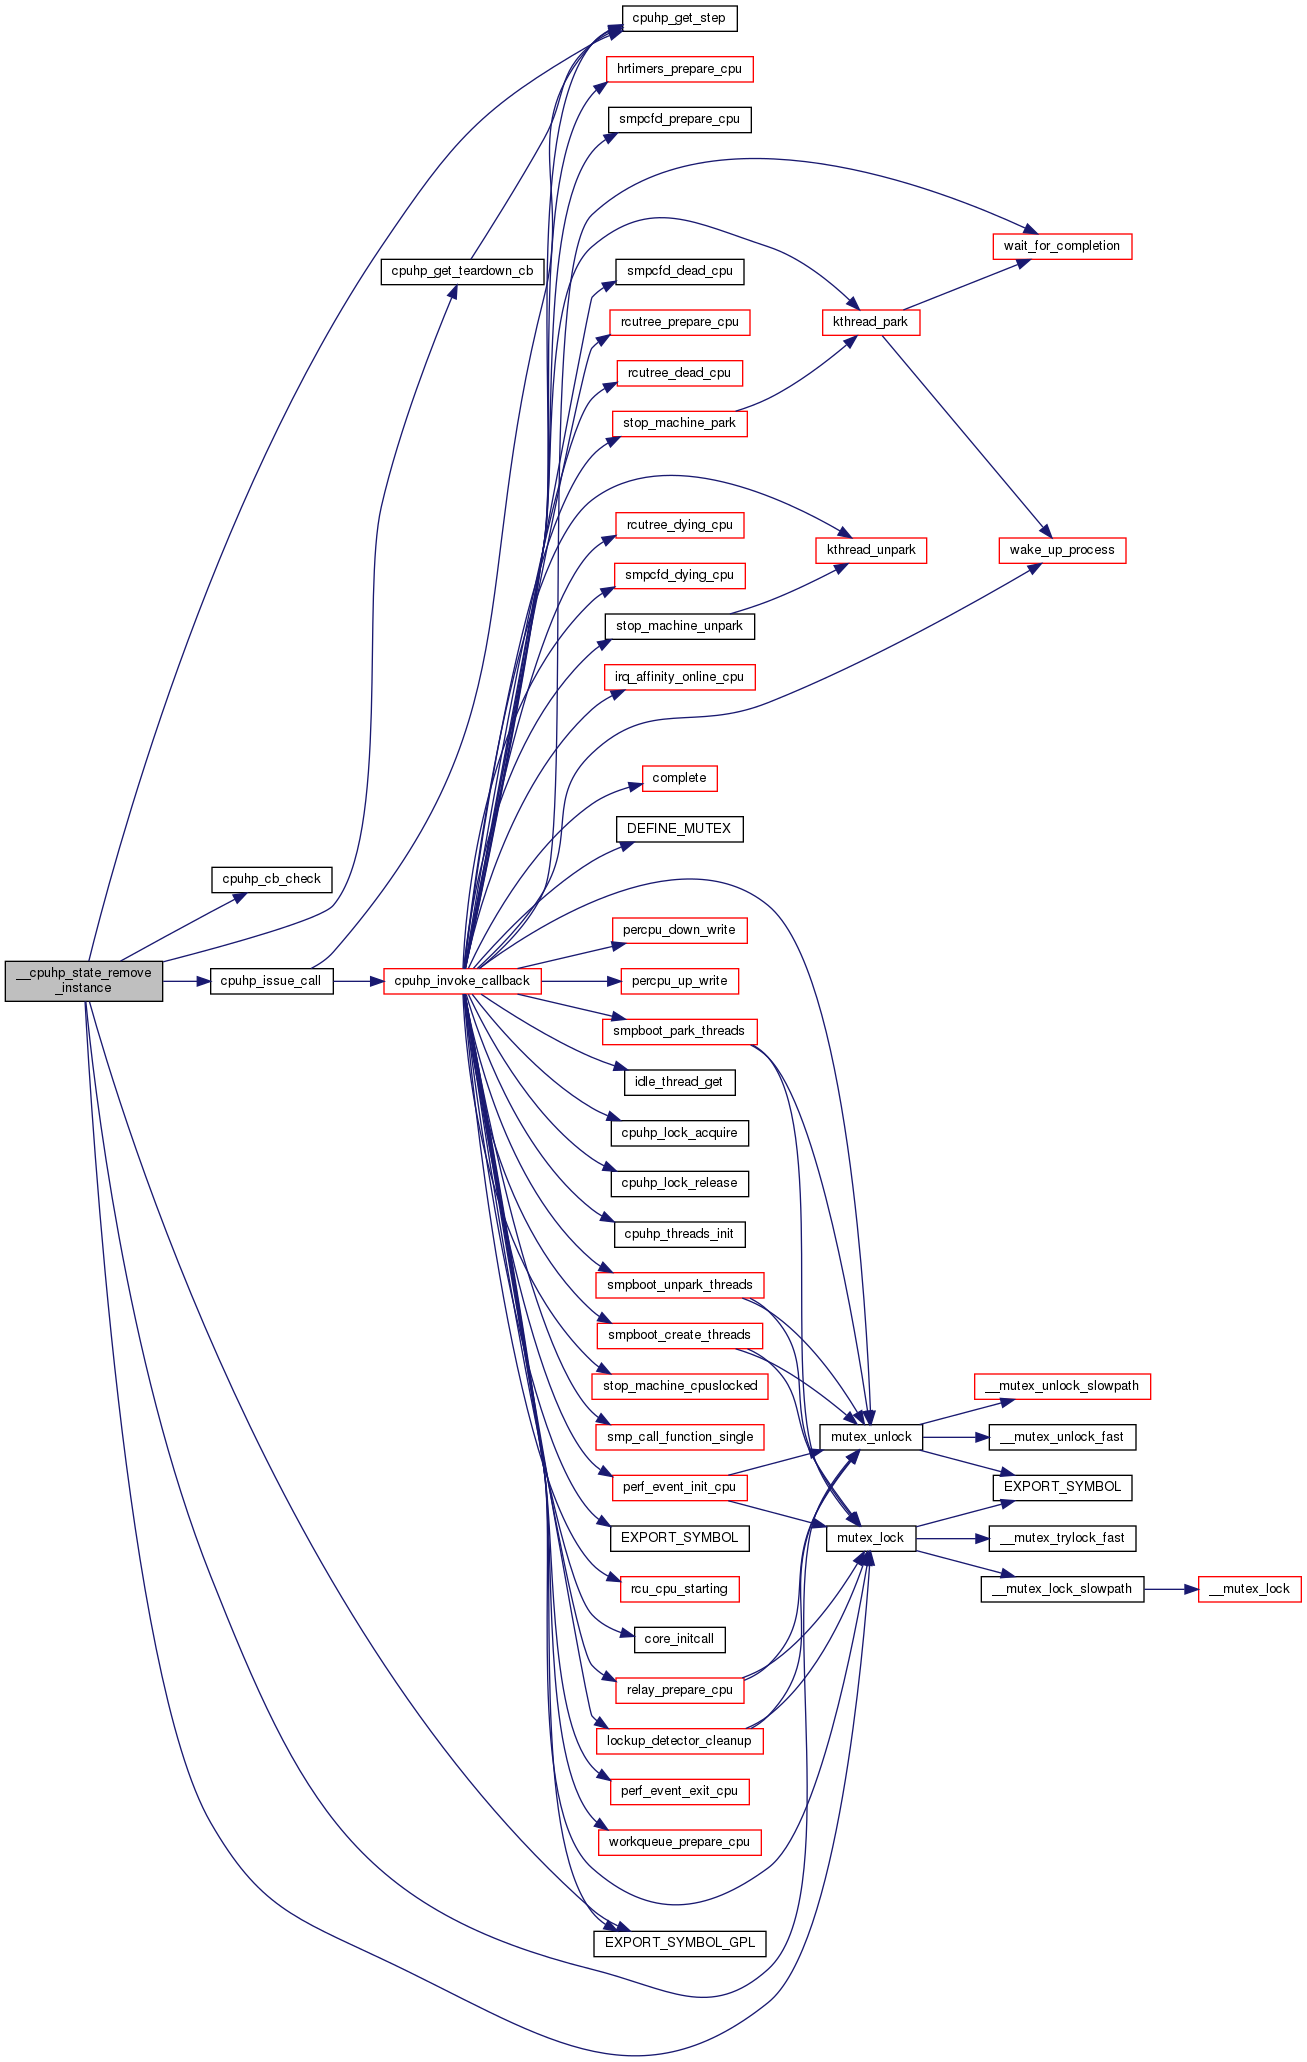 cpuhp_get_step
hrtimers_prepare_cpu
smpcfd_prepare_cpu
wait_for_completion
cpuhp_get_teardown_cb
smpcfd_dead_cpu
rcutree_prepare_cpu
kthread_park
rcutree_dead_cpu
stop_machine_park
rcutree_dying_cpu
kthread_unpark
wake_up_process
smpcfd_dying_cpu
stop_machine_unpark
irq_affinity_online_cpu
complete
DEFINE_MUTEX
cpuhp_cb_check
percpu_down_write
__cpuhp_state_remove
_instance
cpuhp_issue_call
cpuhp_invoke_callback
percpu_up_write
smpboot_park_threads
idle_thread_get
cpuhp_lock_acquire
cpuhp_lock_release
cpuhp_threads_init
smpboot_unpark_threads
smpboot_create_threads
stop_machine_cpuslocked
__mutex_unlock_slowpath
smp_call_function_single
mutex_unlock
__mutex_unlock_fast
perf_event_init_cpu
EXPORT_SYMBOL
EXPORT_SYMBOL
mutex_lock
__mutex_trylock_fast
rcu_cpu_starting
__mutex_lock_slowpath
__mutex_lock
core_initcall
relay_prepare_cpu
lockup_detector_cleanup
perf_event_exit_cpu
workqueue_prepare_cpu
EXPORT_SYMBOL_GPL